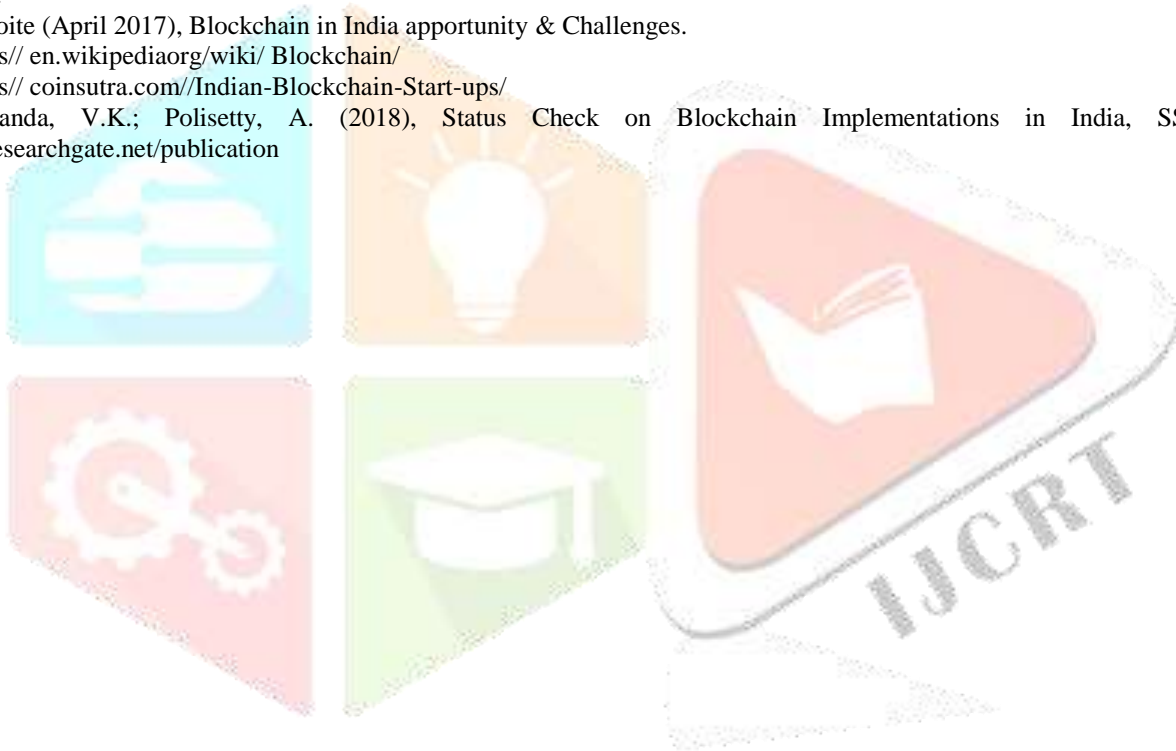 oite (April 2017), Blockchain in India apportunity & Challenges.
s// en.wikipediaorg/wiki/ Blockchain/
s// coinsutra.com//Indian-Blockchain-Start-ups/
anda, V.K.; Polisetty, A. (2018), Status Check on Blockchain Implementations in India, SS
esearchgate.net/publication
IJCRT